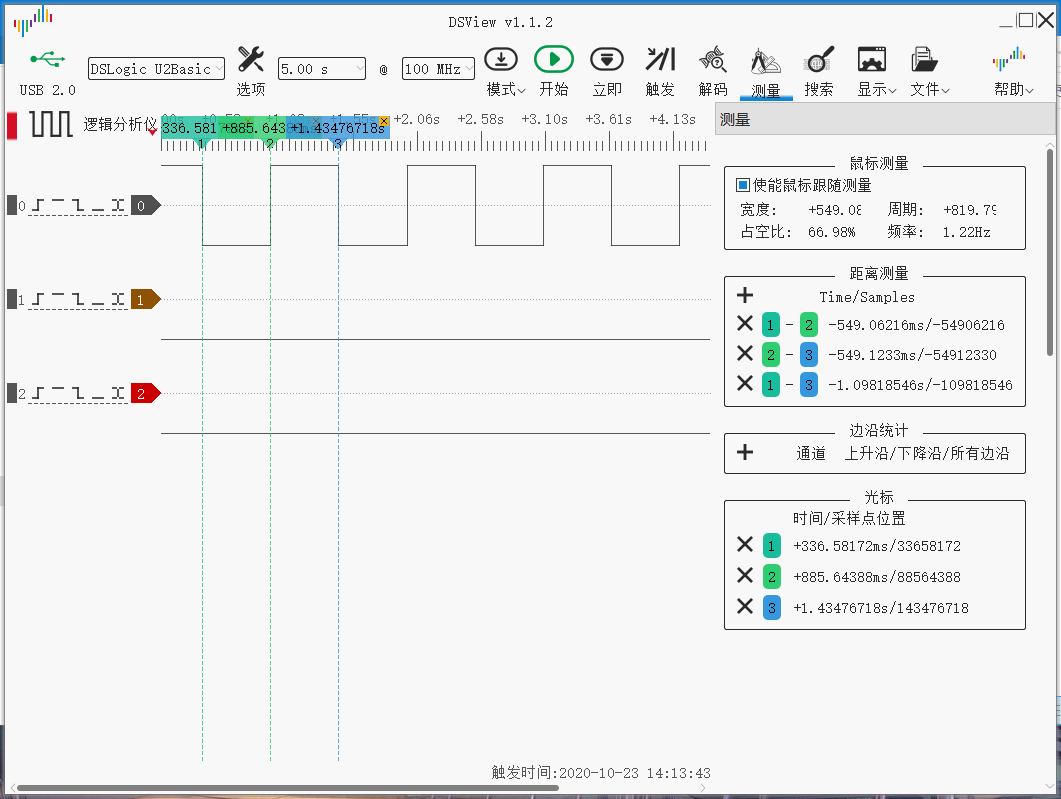 DSView v1.1.2
USB 2.0
DSLogic U2Basic
选项
5.00 s
@
100 MHz
模式
开始
立即
触发
解码
测量
搜索
显示
文件
帮助
逻辑分析仪
+2.06s +2.58s +3.10s +3.61s +4.13s
336.581 +885.643 +1.43476718s
1 2 3
0 0
1 1
2 2
测量
鼠标测量
使能鼠标跟随测量
宽度: +549.08 周期: +819.79
占空比: 66.98% 频率: 1.22Hz
距离测量
Time/Samples
1 - 2 -549.06216ms/-54906216
2 - 3 -549.1233ms/-54912330
1 - 3 -1.09818546s/-109818546
边沿统计
通道 上升沿/下降沿/所有边沿
光标
时间/采样点位置
1 +336.58172ms/33658172
2 +885.64388ms/88564388
3 +1.43476718s/143476718
触发时间:2020-10-23 14:13:43